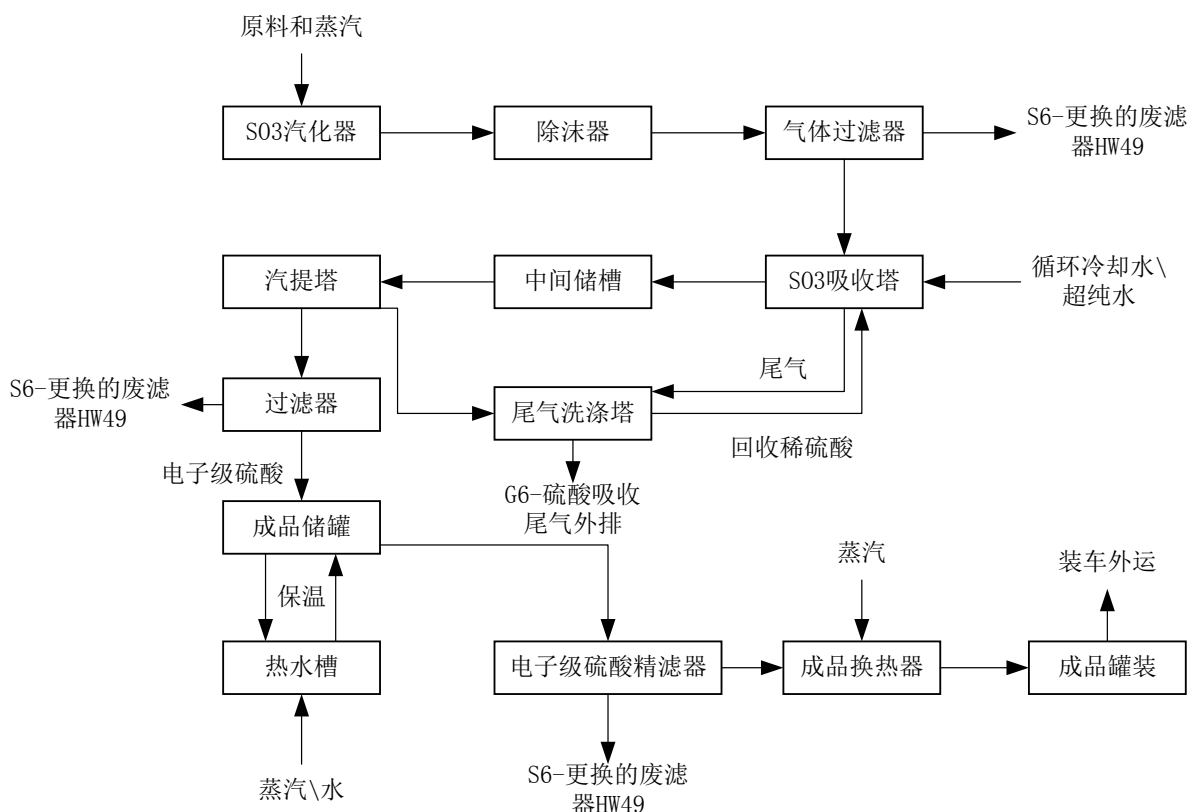 原料和蒸汽
SO3汽化器
除沫器
气体过滤器
S6-更换的废滤
器HW49
汽提塔
中间储槽
SO3吸收塔
循环冷却水\
超纯水
尾气
S6-更换的废滤
器HW49
过滤器
尾气洗涤塔
回收稀硫酸
电子级硫酸
G6-硫酸吸收
尾气外排
成品储罐
保温
蒸汽
装车外运
热水槽
电子级硫酸精滤器
成品换热器
成品罐装
蒸汽\水
S6-更换的废滤
器HW49